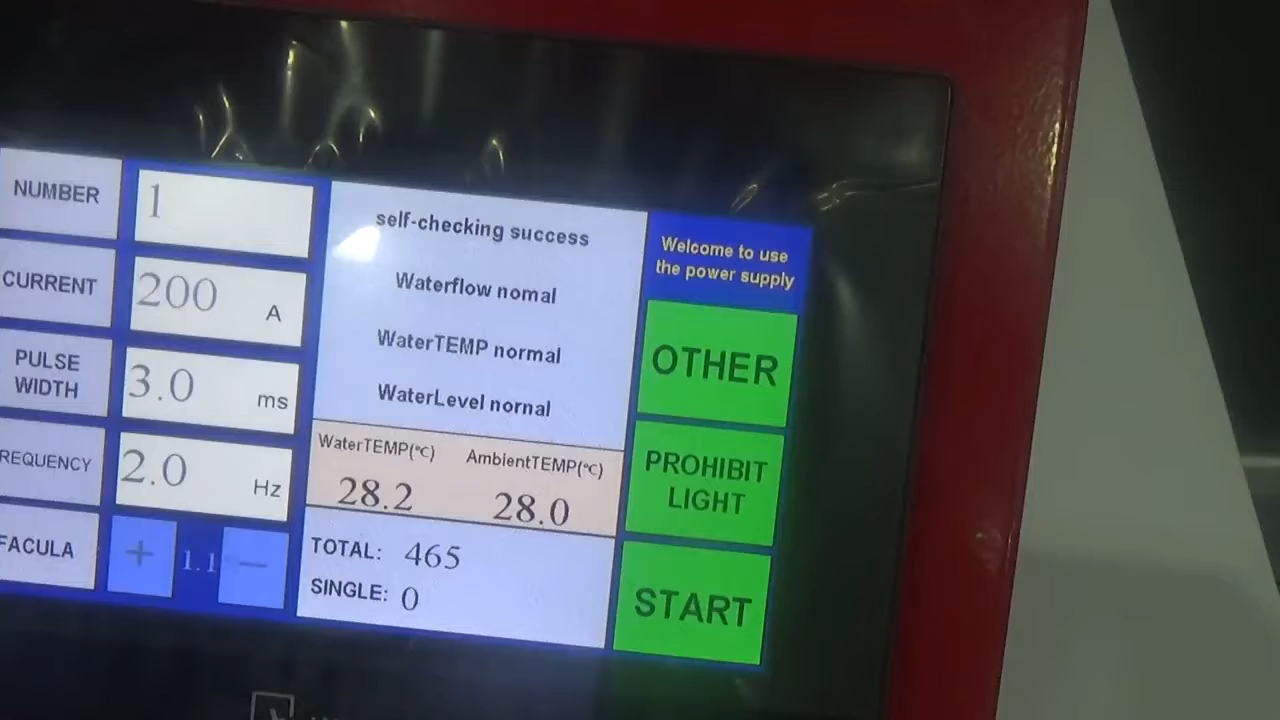 NUMBER 1
CURRENT 200 A
PULSE
WIDTH 3.0 ms
REQUENCY 2.0 Hz
FACULA + 1.1 −
self-checking success
Waterflow nomal
WaterTEMP normal
WaterLevel nornal
WaterTEMP(℃) AmbientTEMP(℃)
28.2 28.0
TOTAL: 465
SINGLE: 0
Welcome to use
the power supply
OTHER
PROHIBIT
LIGHT
START